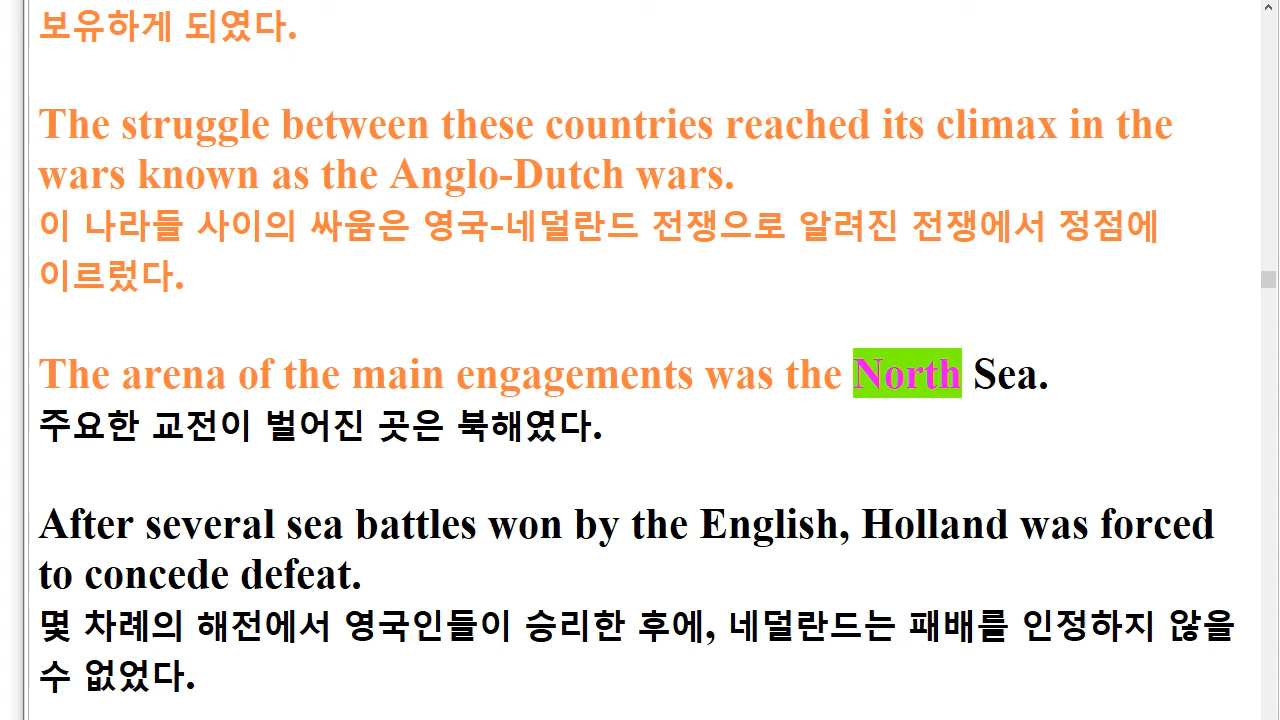 보유하게 되였다.
The struggle between these countries reached its climax in the
wars known as the Anglo-Dutch wars.
이 나라들 사이의 싸움은 영국-네덜란드 전쟁으로 알려진 전쟁에서 정점에
이르렀다.
The arena of the main engagements was the North Sea.
주요한 교전이 벌어진 곳은 북해였다.
After several sea battles won by the English, Holland was forced
to concede defeat.
몇 차례의 해전에서 영국인들이 승리한 후에, 네덜란드는 패배를 인정하지 않을
수 없었다.